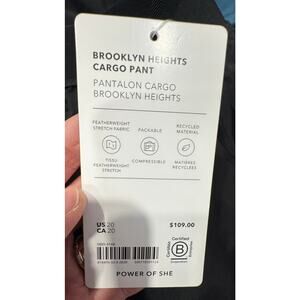 BROOKLYN HEIGHTS
CARGO PANT
PANTALON CARGO
BROOKLYN HEIGHTS
FEATHERWEIGHT
STRETCH FABRIC
PACKABLE
RECYCLED
MATERIAL
TISSU
FEATHERWEIGHT
STRETCH
COMPRESSIBLE
MATIÈRES
RECYCLÉES
US 20
CA 20
$109.00
Certified
B
Corporation
POWER OF SHE